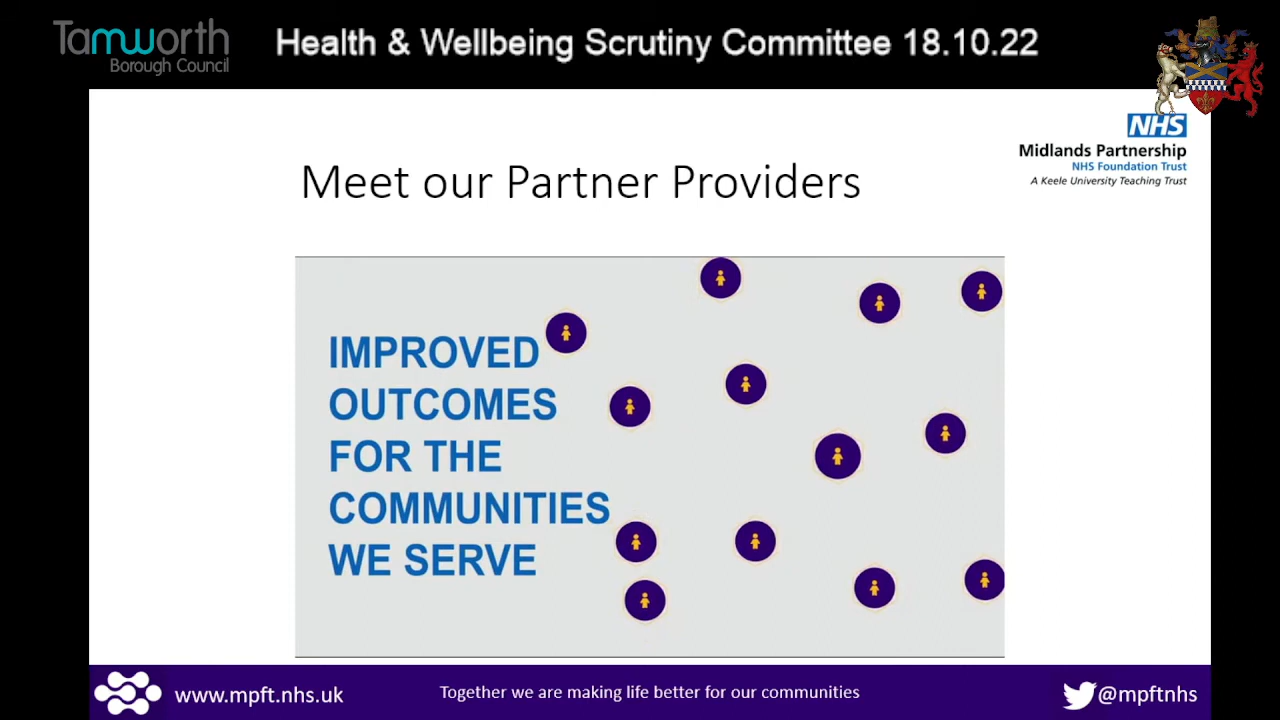 Tamworth
Borough Council
Health & Wellbeing Scrutiny Committee 18.10.22
NHS
Midlands Partnership
NHS Foundation Trust
A Keele University Teaching Trust
Meet our Partner Providers
IMPROVED
OUTCOMES
FOR THE
COMMUNITIES
WE SERVE
www.mpft.nhs.uk
Together we are making life better for our communities
@mpftnhs